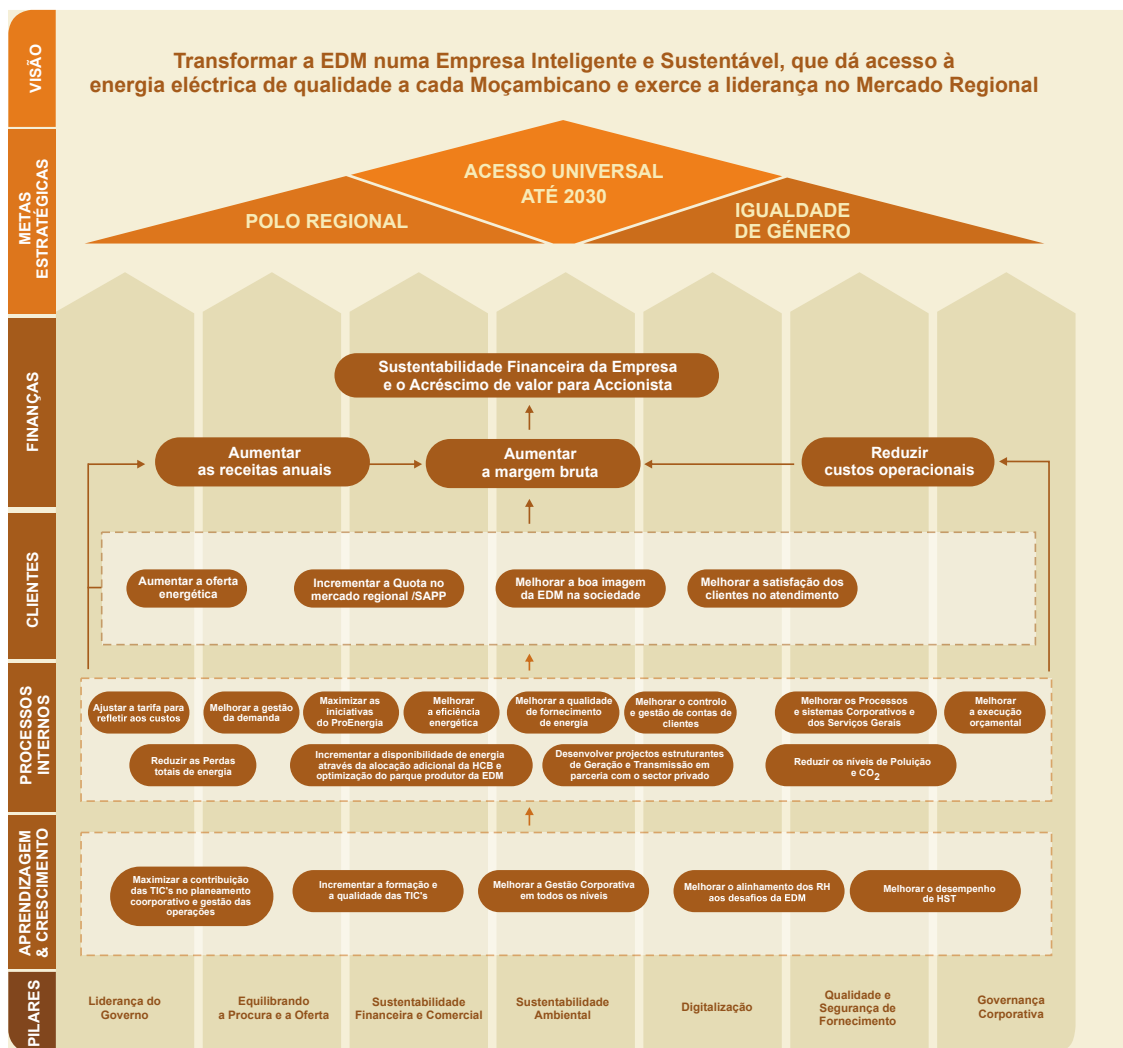 VISÃO
Transformar a EDM numa Empresa Inteligente e Sustentável, que dá acesso à
energia eléctrica de qualidade a cada Moçambicano e exerce a liderança no Mercado Regional
METAS
ESTRATÉGICAS
ACESSO UNIVERSAL
ATÉ 2030
POLO REGIONAL
IGUALDADE
DE GÉNERO
FINANÇAS
Sustentabilidade Financeira da Empresa
e o Acréscimo de valor para Accionista
Aumentar
as receitas anuais
Aumentar
a margem bruta
Reduzir
custos operacionais
CLIENTES
Aumentar a oferta
energética
Incrementar a Quota no
mercado regional /SAPP
Melhorar a boa imagem
da EDM na sociedade
Melhorar a satisfação dos
clientes no atendimento
PROCESSOS
INTERNOS
Ajustar a tarifa para
refletir aos custos
Melhorar a gestão
da demanda
Maximizar as
iniciativas
do ProEnergia
Melhorar
a eficiência
energética
Melhorar a qualidade
de fornecimento
de energia
Melhorar o controlo
e gestão de contas de
clientes
Melhorar os Processos
e sistemas Corporativos e
dos Serviços Gerais
Melhorar
a execução
orçamental
Reduzir as Perdas
totais de energia
Incrementar a disponibilidade de energia
através da alocação adicional da HCB e
optimização do parque produtor da EDM
Desenvolver projectos estruturantes
de Geração e Transmissão em
parceria com o sector privado
Reduzir os niveis de Poluição
e CO2
APRENDIZAGEM
& CRESCIMENTO
Maximizar a contribuição
das TIC's no planeamento
coorporativo e gestão das
operações
Incrementar a formação e
a qualidade das TIC's
Melhorar a Gestão Corporativa
em todos os níveis
Melhorar o alinhamento dos RH
aos desafios da EDM
Melhorar o desempenho
de HST
PILARES
Liderança do
Governo
Equilibrando
a Procura e a Oferta
Sustentabilidade
Financeira e Comercial
Sustentabilidade
Ambiental
Digitalização
Qualidade e
Segurança de
Fornecimento
Governança
Corporativa